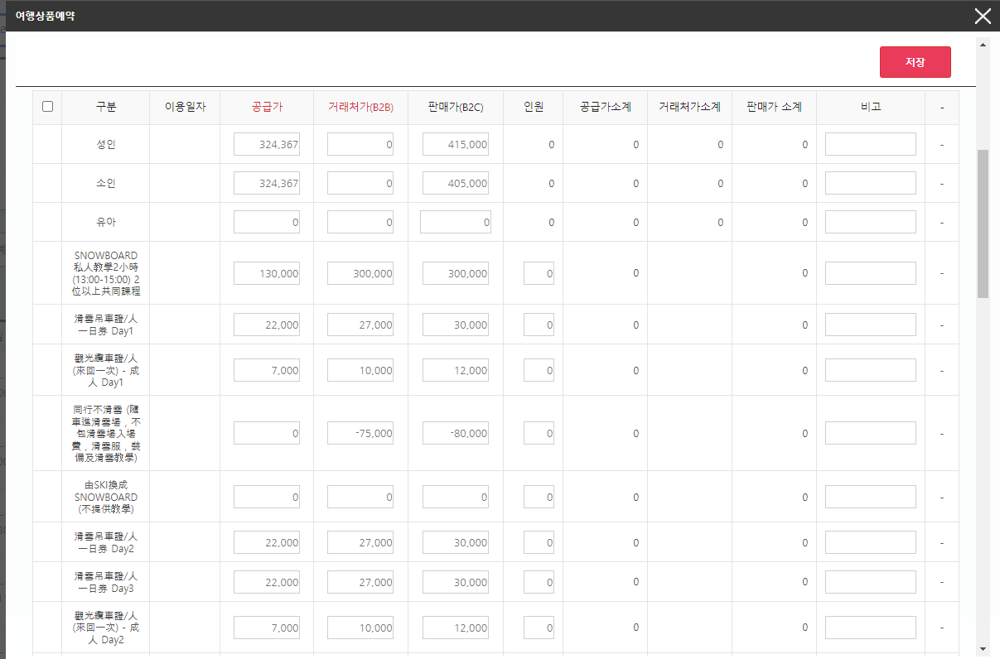 여행상품예약
저장
구분 이용일자 공급가 거래처가(B2B) 판매가(B2C) 인원 공급가소계 거래처가소계 판매가 소계 비고 -
성인 324,367 0 415,000 0 0 0 0 -
소인 324,367 0 405,000 0 0 0 0 -
유아 0 0 0 0 0 0 0 -
SNOWBOARD
私人教學2小時
(13:00-15:00) 2
位以上共同課程
130,000 300,000 300,000 0 0 0 -
滑雪吊車證/人
一日券 Day1
22,000 27,000 30,000 0 0 0 -
觀光纜車證/人
(來回一次) - 成
人 Day1
7,000 10,000 12,000 0 0 0 -
同行不滑雪 (隨
車進滑雪場，不
包滑雪場入場
費，滑雪服，裝
備及滑雪教學)
0 -75,000 -80,000 0 0 0 -
由SKI換成
SNOWBOARD
(不提供教學)
0 0 0 0 0 0 -
滑雪吊車證/人
一日券 Day2
22,000 27,000 30,000 0 0 0 -
滑雪吊車證/人
一日券 Day3
22,000 27,000 30,000 0 0 0 -
觀光纜車證/人
(來回一次) - 成
人 Day2
7,000 10,000 12,000 0 0 0 -